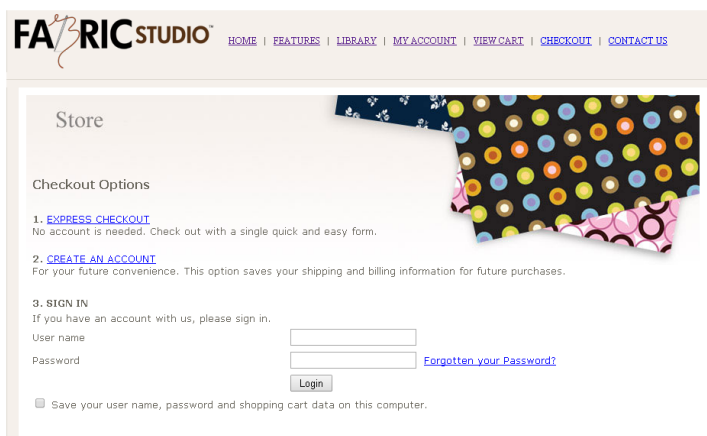 FABRIC STUDIO™
HOME | FEATURES | LIBRARY | MY ACCOUNT | VIEW CART | CHECKOUT | CONTACT US
Store
Checkout Options
1. EXPRESS CHECKOUT
No account is needed. Check out with a single quick and easy form.
2. CREATE AN ACCOUNT
For your future convenience. This option saves your shipping and billing information for future purchases.
3. SIGN IN
If you have an account with us, please sign in.
User name
Password Forgotten your Password?
Login
Save your user name, password and shopping cart data on this computer.